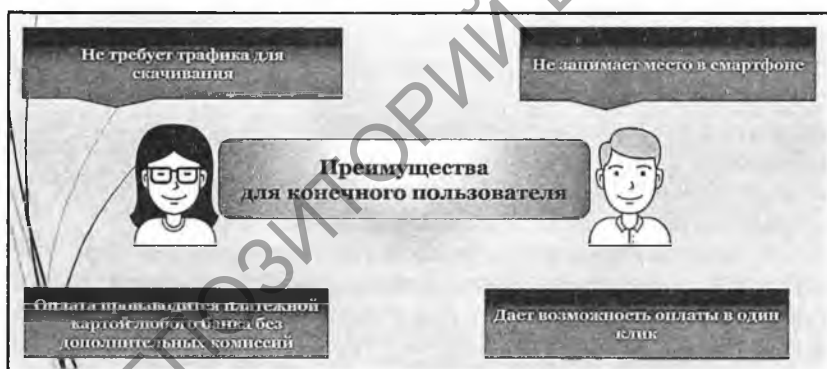 Не требует трафика для
скачивания
Не занимает место в смартфоне
Преимущества
для конечного пользователя
Оплата производится платежной
картой любого банка без
дополнительных комиссий
Дает возможность оплаты в один
клик